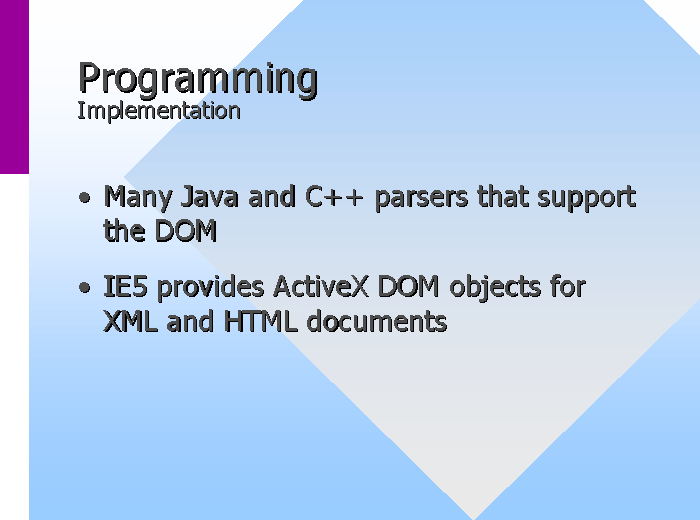 Programming
Implementation
• Many Java and C++ parsers that support
the DOM
• IE5 provides ActiveX DOM objects for
XML and HTML documents